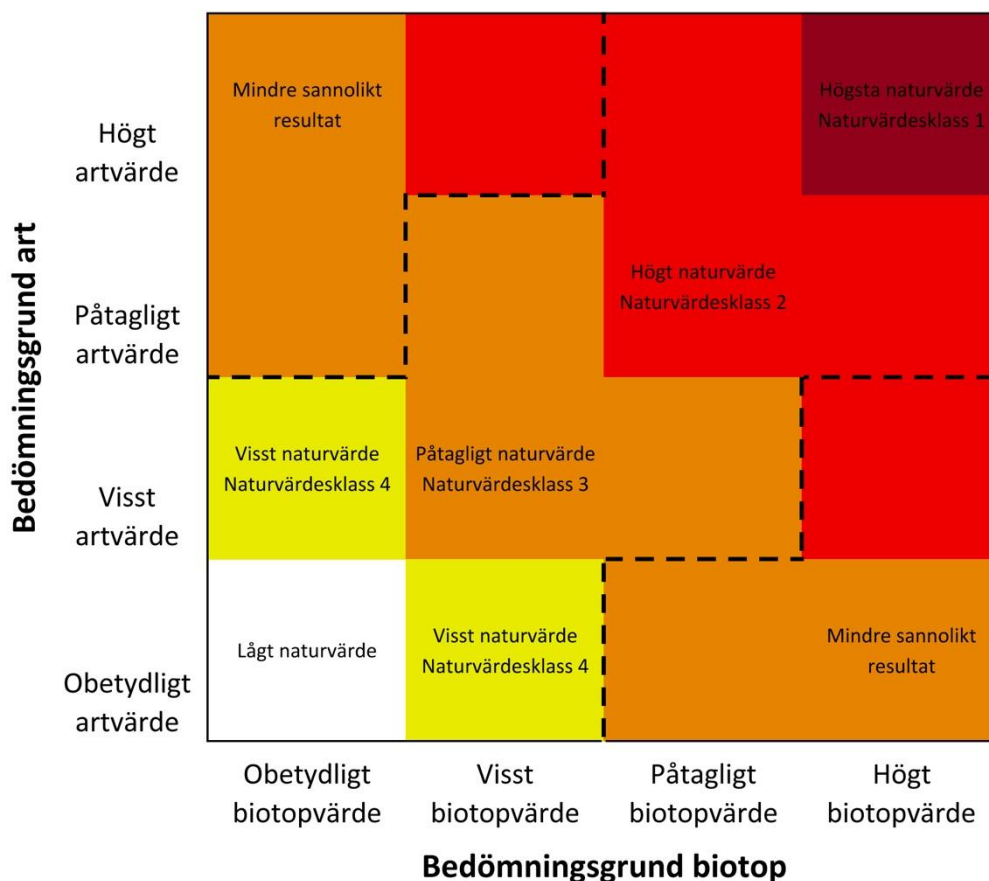 Bedömningsgrund art
Högt
artvärde
Mindre sannolikt
resultat
Högsta naturvärde
Naturvärdesklass 1
Påtagligt
artvärde
Högt naturvärde
Naturvärdesklass 2
Visst
artvärde
Visst naturvärde
Naturvärdesklass 4
Påtagligt naturvärde
Naturvärdesklass 3
Obetydligt
artvärde
Lågt naturvärde
Visst naturvärde
Naturvärdesklass 4
Mindre sannolikt
resultat
Obetydligt
biotopvärde
Visst
biotopvärde
Påtagligt
biotopvärde
Högt
biotopvärde
Bedömningsgrund biotop